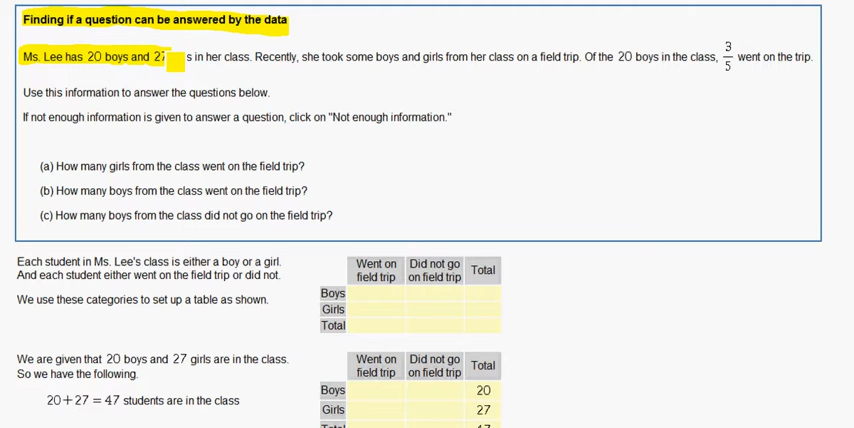 Finding if a question can be answered by the data
Ms. Lee has 20 boys and 27 s in her class. Recently, she took some boys and girls from her class on a field trip. Of the 20 boys in the class, 3/5 went on the trip.
Use this information to answer the questions below.
If not enough information is given to answer a question, click on "Not enough information."
(a) How many girls from the class went on the field trip?
(b) How many boys from the class went on the field trip?
(c) How many boys from the class did not go on the field trip?
Each student in Ms. Lee's class is either a boy or a girl.
And each student either went on the field trip or did not.
We use these categories to set up a table as shown.
Went on field trip Did not go on field trip Total
Boys
Girls
Total
We are given that 20 boys and 27 girls are in the class.
So we have the following.
20+27 = 47 students are in the class
Went on field trip Did not go on field trip Total
Boys 20
Girls 27
Total 47